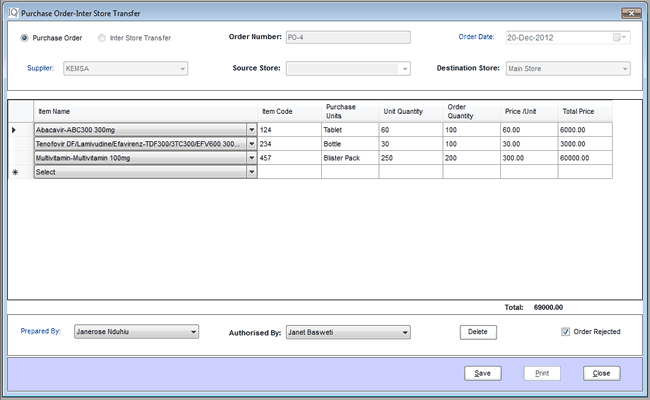 Purchase Order-Inter Store Transfer
Purchase Order Inter Store Transfer Order Number: PO-4 Order Date: 20-Dec-2012
Supplier: KEMSA Source Store: Destination Store: Main Store
Item Name Item Code Purchase Units Unit Quantity Order Quantity Price /Unit Total Price
Abacavir-ABC300 300mg 124 Tablet 60 100 60.00 6000.00
Tenofovir DF/Lamivudine/Efavirenz-TDF300/3TC300/EFV600 300... 234 Bottle 30 100 30.00 3000.00
Multivitamin-Multivitamin 100mg 457 Blister Pack 250 200 300.00 60000.00
Select
Total: 69000.00
Prepared By: Janerose Nduhiu Authorised By: Janet Basweti Delete Order Rejected
Save Print Close